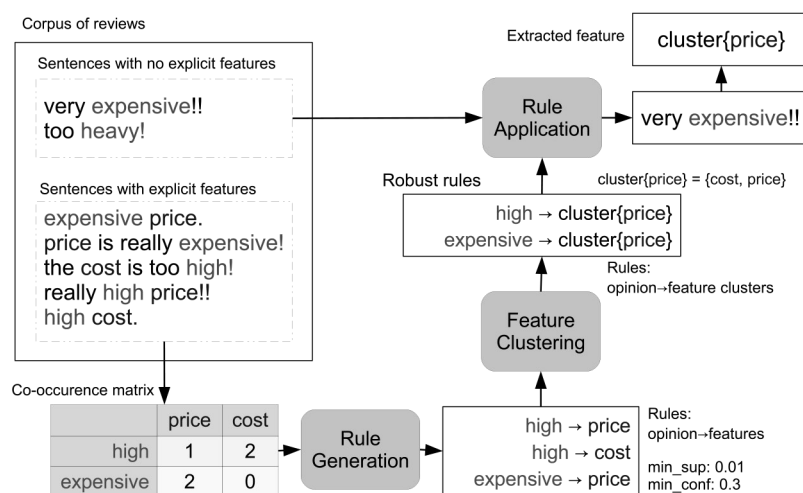 Corpus of reviews
Sentences with no explicit features
very expensive!!
too heavy!
Sentences with explicit features
expensive price.
price is really expensive!
the cost is too high!
really high price!!
high cost.
Co-occurence matrix
price cost
high 1 2
expensive 2 0
Rule
Generation
high → price
high → cost
expensive → price
Rules:
opinion→features
min_sup: 0.01
min_conf: 0.3
Feature
Clustering
Rules:
opinion→feature clusters
Robust rules
cluster{price} = {cost, price}
high → cluster{price}
expensive → cluster{price}
Rule
Application
very expensive!!
Extracted feature
cluster{price}